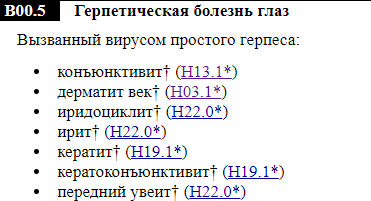 B00.5 Герпетическая болезнь глаз
Вызванный вирусом простого герпеса:
• конъюнктивит† (H13.1*)
• дерматит век† (H03.1*)
• иридоциклит† (H22.0*)
• ирит† (H22.0*)
• кератит† (H19.1*)
• кератоконъюнктивит† (H19.1*)
• передний увеит† (H22.0*)